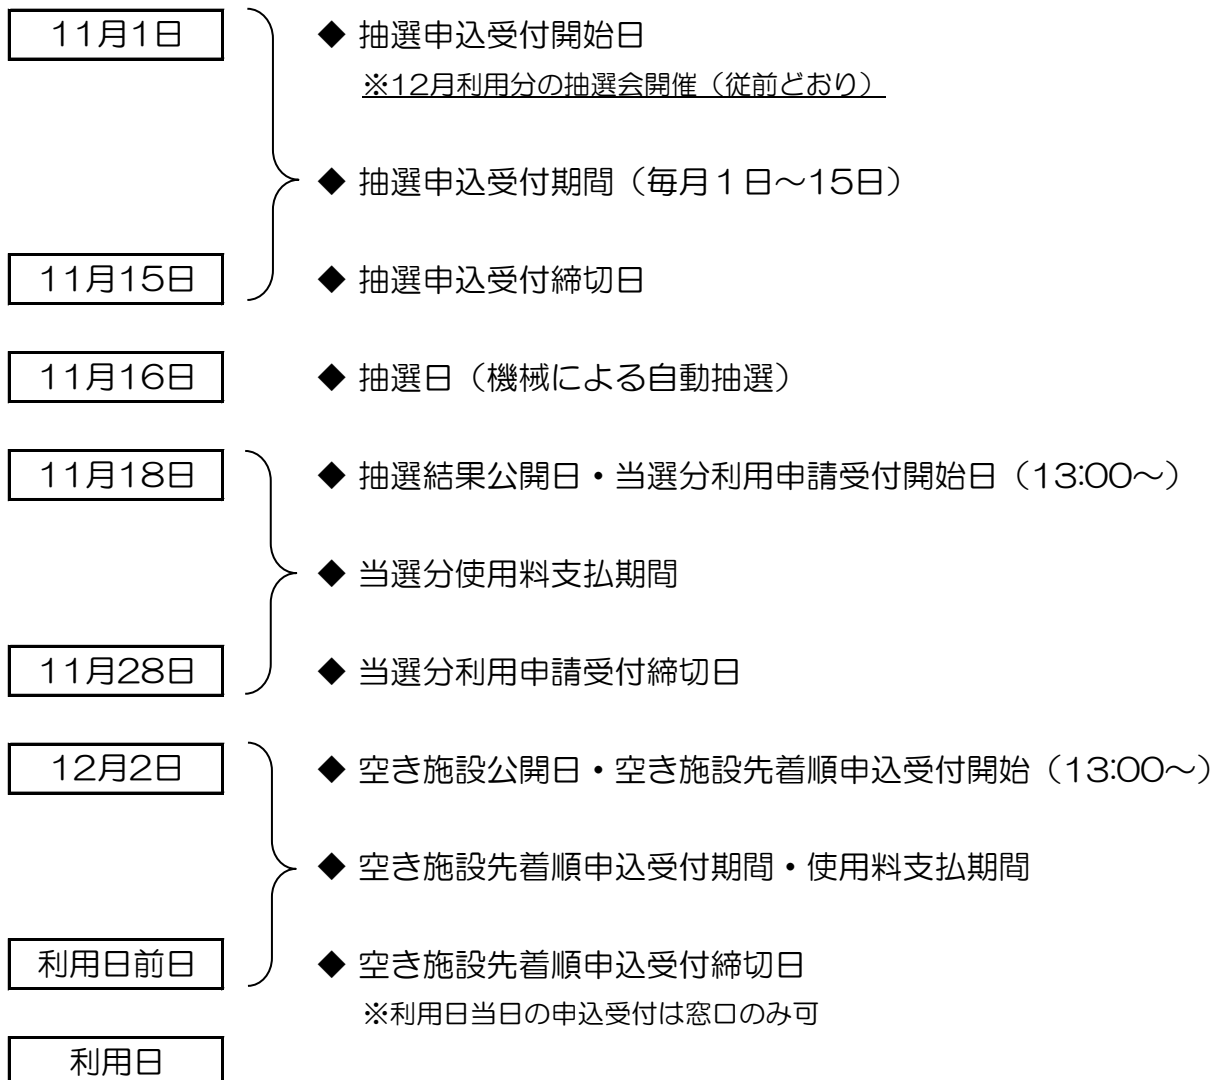 11月1日 ◆ 抽選申込受付開始日
※12月利用分の抽選会開催（従前どおり）
◆ 抽選申込受付期間（毎月１日～15日）
11月15日 ◆ 抽選申込受付締切日
11月16日 ◆ 抽選日（機械による自動抽選）
11月18日 ◆ 抽選結果公開日・当選分利用申請受付開始日（13:00～）
◆ 当選分使用料支払期間
11月28日 ◆ 当選分利用申請受付締切日
12月2日 ◆ 空き施設公開日・空き施設先着順申込受付開始（13:00～）
◆ 空き施設先着順申込受付期間・使用料支払期間
利用日前日 ◆ 空き施設先着順申込受付締切日
※利用日当日の申込受付は窓口のみ可
利用日